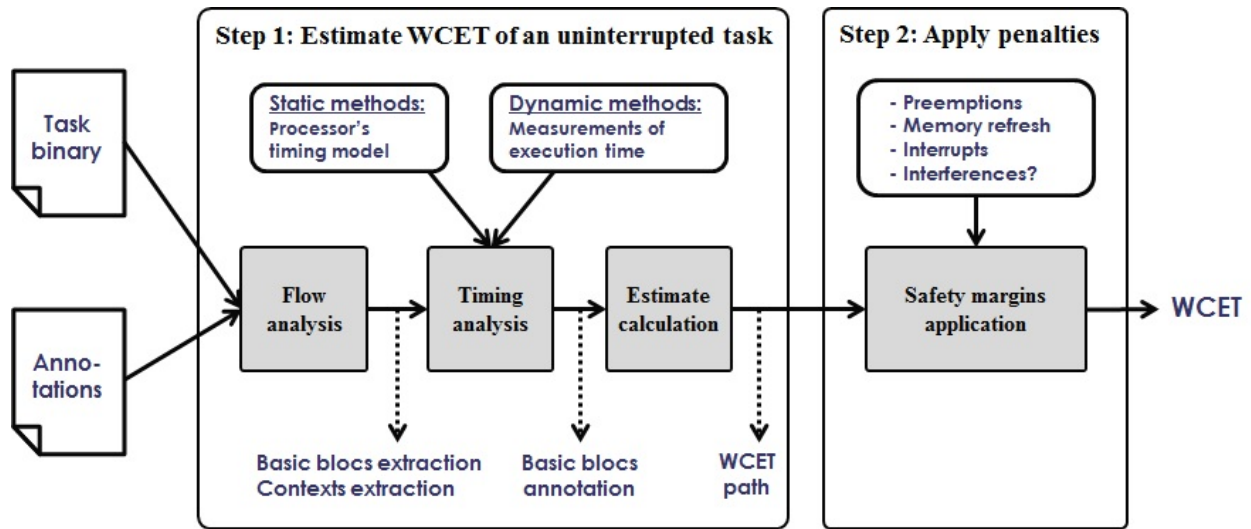 Step 1: Estimate WCET of an uninterrupted task
Step 2: Apply penalties
Task
binary
Anno-
tations
Static methods:
Processor's
timing model
Dynamic methods:
Measurements of
execution time
- Preemptions
- Memory refresh
- Interrupts
- Interferences?
Flow
analysis
Timing
analysis
Estimate
calculation
Safety margins
application
WCET
Basic blocs extraction
Contexts extraction
Basic blocs
annotation
WCET
path